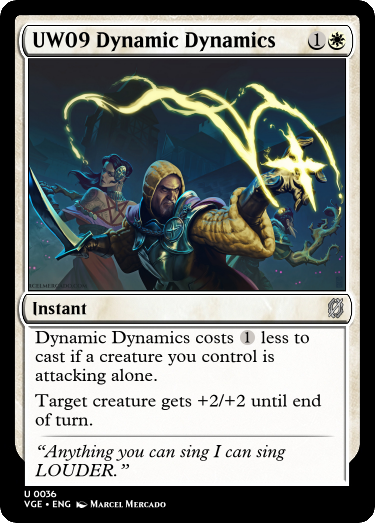 UW09 Dynamic Dynamics 1
Instant
Dynamic Dynamics costs 1 less to
cast if a creature you control is
attacking alone.
Target creature gets +2/+2 until end
of turn.
“Anything you can sing I can sing
LOUDER.”
U 0036
VGE • ENG Marcel Mercado